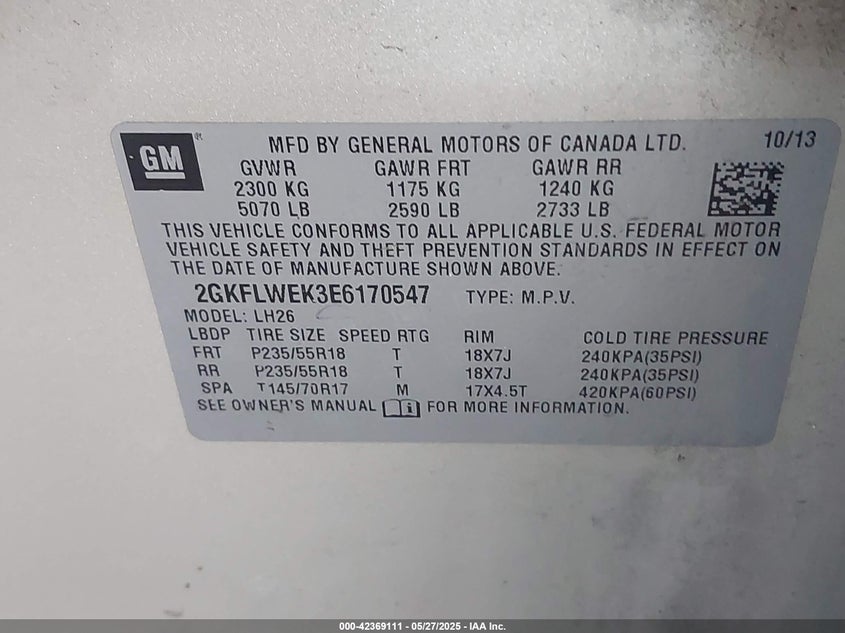 GM
MFD BY GENERAL MOTORS OF CANADA LTD. 10/13
GVWR GAWR FRT GAWR RR
2300 KG 1175 KG 1240 KG
5070 LB 2590 LB 2733 LB
THIS VEHICLE CONFORMS TO ALL APPLICABLE U.S. FEDERAL MOTOR
VEHICLE SAFETY AND THEFT PREVENTION STANDARDS IN EFFECT ON
THE DATE OF MANUFACTURE SHOWN ABOVE.
2GKFLWEK3E6170547 TYPE: M.P.V.
MODEL: LH26
LBDP TIRE SIZE SPEED RTG RIM COLD TIRE PRESSURE
FRT P235/55R18 T 18X7J 240KPA(35PSI)
RR P235/55R18 T 18X7J 240KPA(35PSI)
SPA T145/70R17 M 17X4.5T 420KPA(60PSI)
SEE OWNER'S MANUAL FOR MORE INFORMATION.
000-42369111 - 05/27/2025 - IAA Inc.